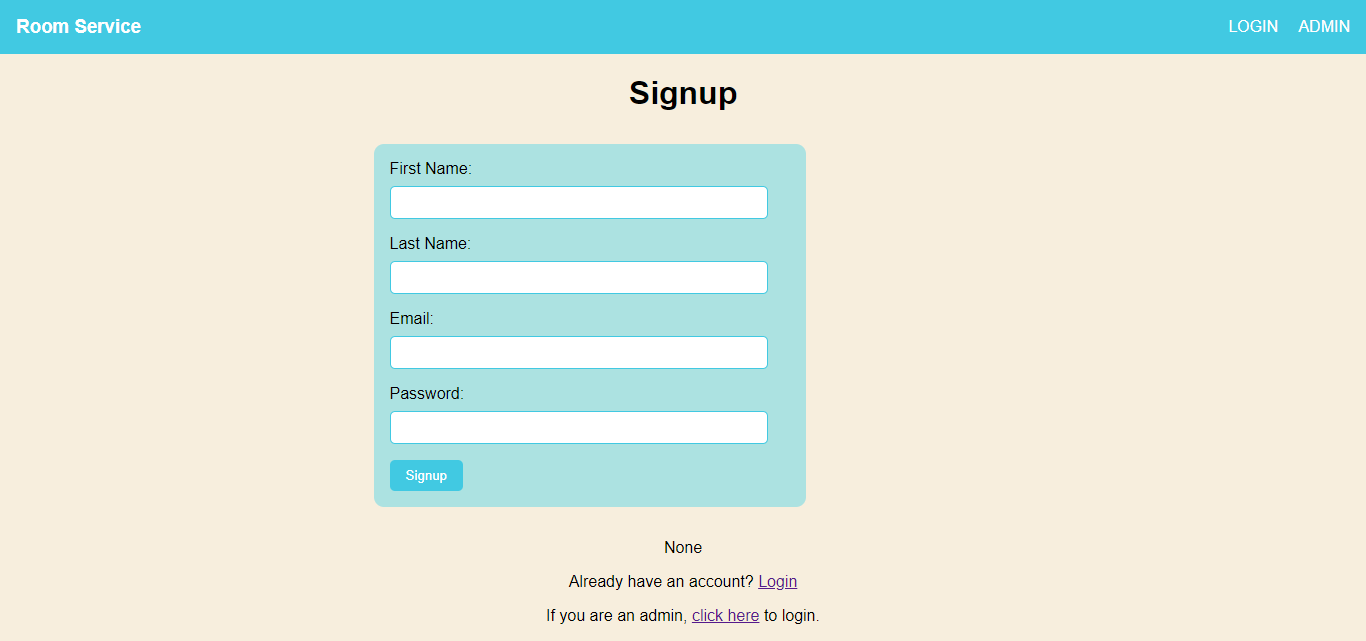 Room Service
LOGIN ADMIN
Signup
First Name:
Last Name:
Email:
Password:
Signup
None
Already have an account? Login
If you are an admin, click here to login.